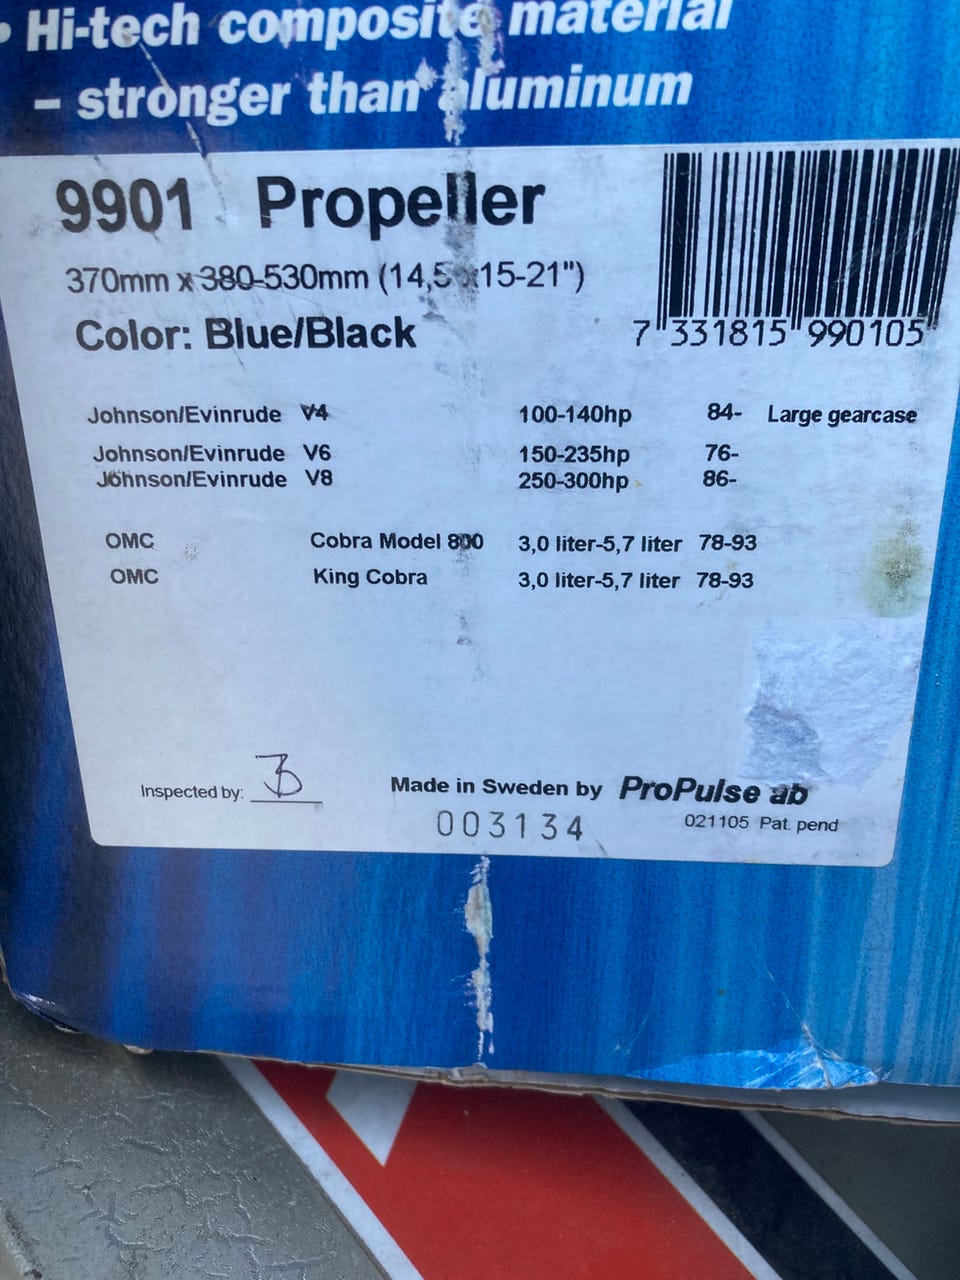 • Hi-tech composite material
– stronger than aluminum
9901 Propeller
370mm x 380-530mm (14,5 x 15-21")
Color: Blue/Black
7 331815 990105
Johnson/Evinrude V4 100-140hp 84- Large gearcase
Johnson/Evinrude V6 150-235hp 76-
Johnson/Evinrude V8 250-300hp 86-
OMC Cobra Model 800 3,0 liter-5,7 liter 78-93
OMC King Cobra 3,0 liter-5,7 liter 78-93
Inspected by:
Made in Sweden by ProPulse ab
003134
021105 Pat. pend